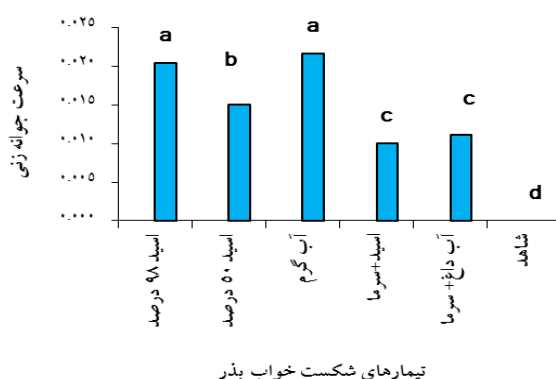 سرعت جوانه زنی
۰.۰۲۵
۰.۰۲۰
۰.۰۱۵
۰.۰۱۰
۰.۰۰۵
۰.۰۰۰
a
b
a
c
c
d
اسید ۹۸ درصد
اسید ۵۰ درصد
آب گرم
اسید+سرما
آب داغ+ سرما
شاهد
تیمارهای شکست خواب بذر